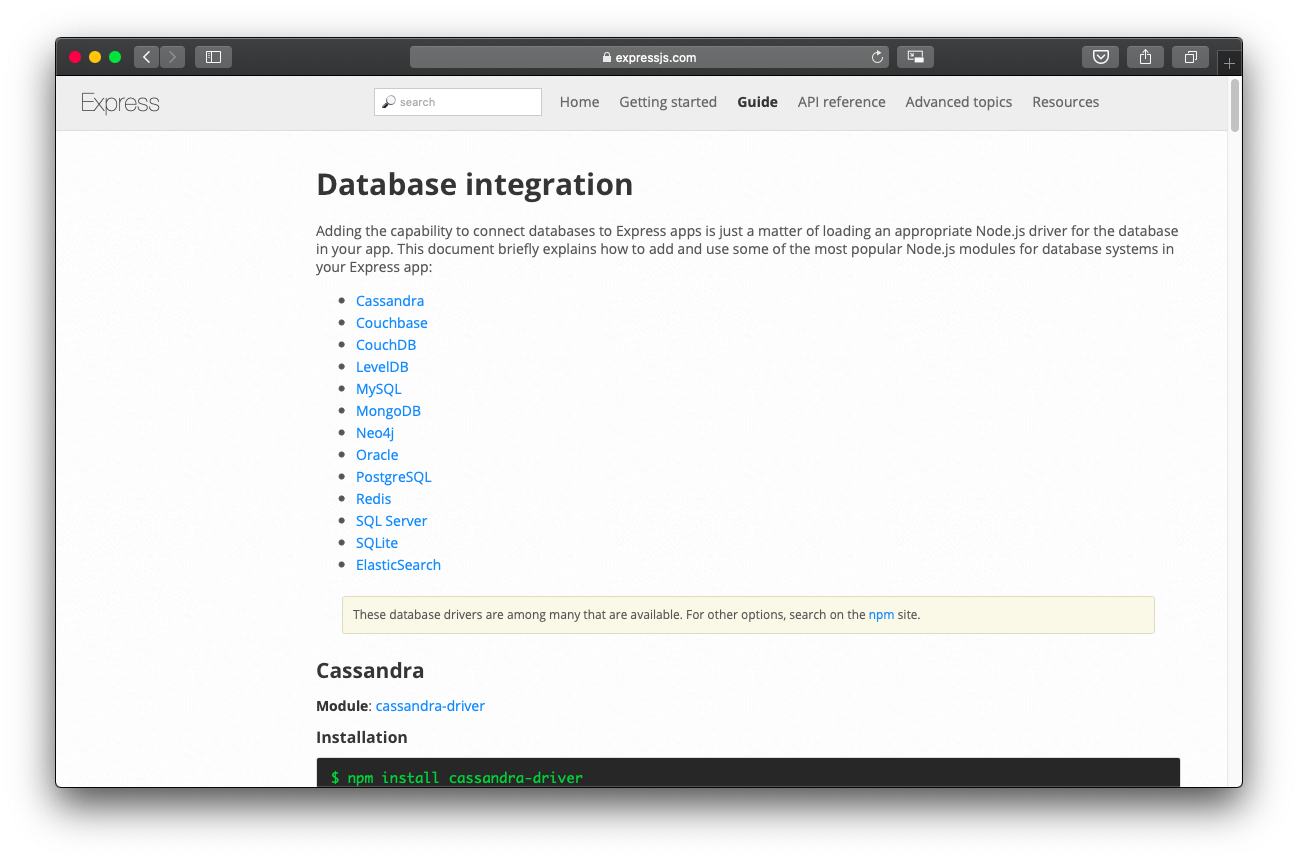 expressjs.com
Express
search
Home
Getting started
Guide
API reference
Advanced topics
Resources
Database integration
Adding the capability to connect databases to Express apps is just a matter of loading an appropriate Node.js driver for the database
in your app. This document briefly explains how to add and use some of the most popular Node.js modules for database systems in
your Express app:
Cassandra
Couchbase
CouchDB
LevelDB
MySQL
MongoDB
Neo4j
Oracle
PostgreSQL
Redis
SQL Server
SQLite
ElasticSearch
These database drivers are among many that are available. For other options, search on the npm site.
Cassandra
Module: cassandra-driver
Installation
$ npm install cassandra-driver